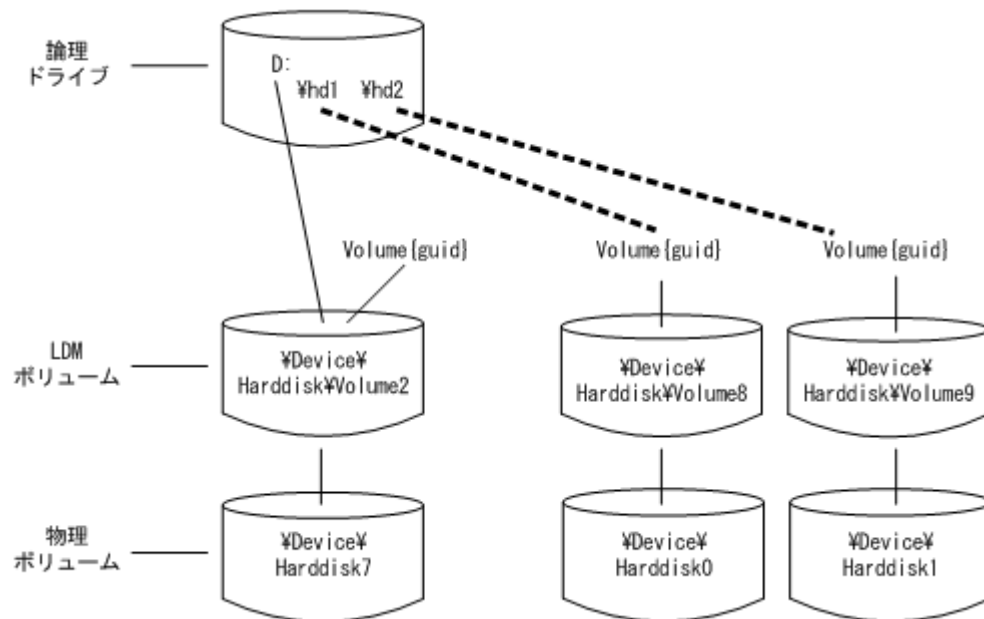 論理
ドライブ
D:
¥hd1 ¥hd2
Volume{guid} Volume{guid} Volume{guid}
LDM
ボリューム
¥Device¥
Harddisk¥Volume2
¥Device¥
Harddisk¥Volume8
¥Device¥
Harddisk¥Volume9
物理
ボリューム
¥Device¥
Harddisk7
¥Device¥
Harddisk0
¥Device¥
Harddisk1